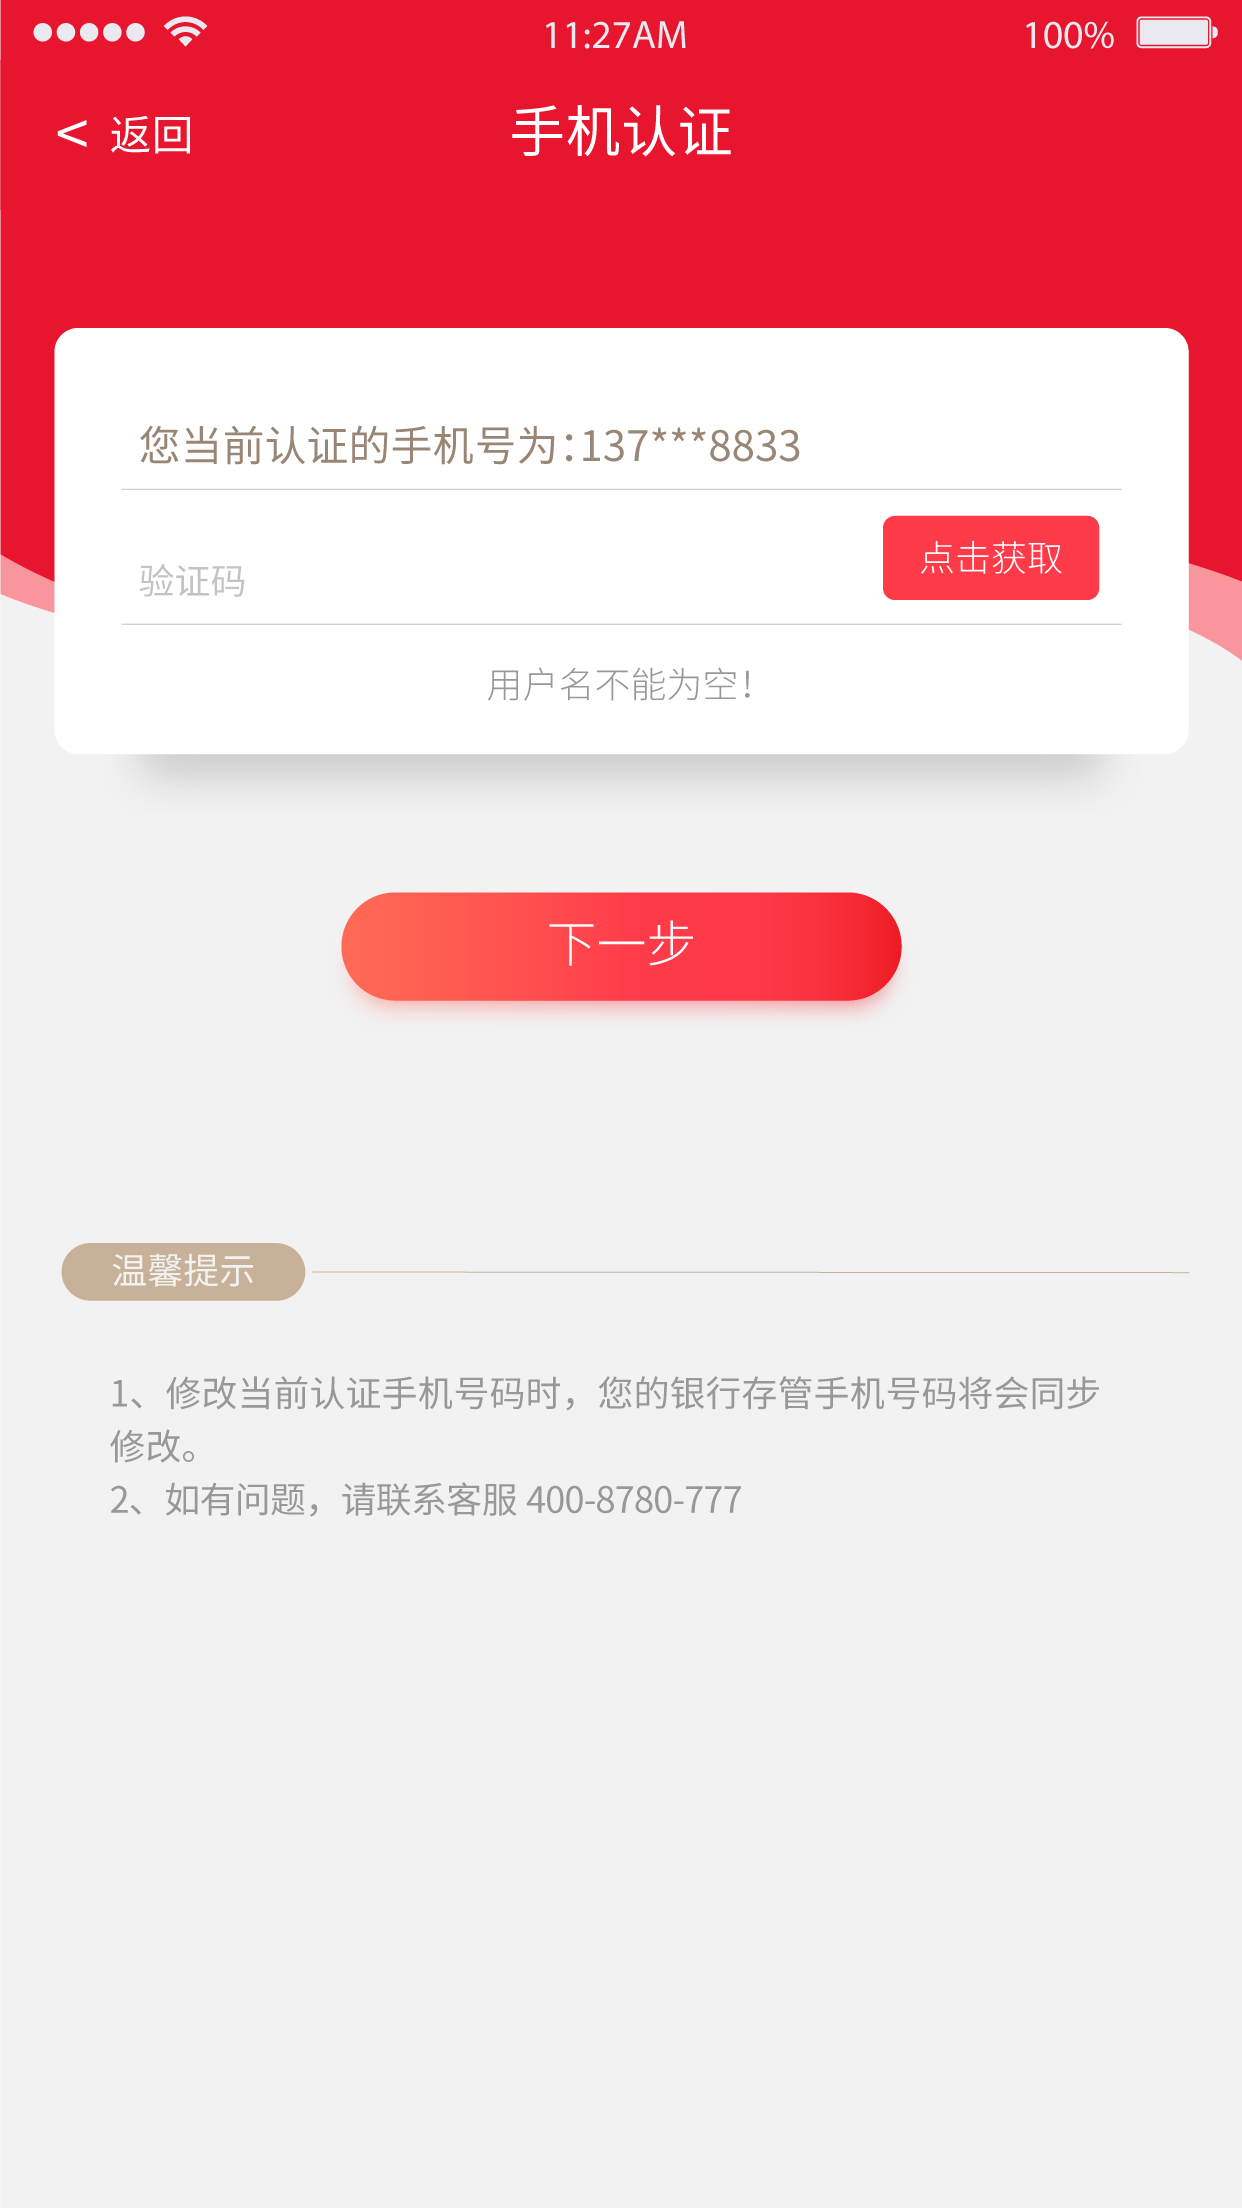 11:27AM
100%
< 返回
手机认证
您当前认证的手机号为：137***8833
验证码
点击获取
用户名不能为空！
下一步
温馨提示
1、修改当前认证手机号码时，您的银行存管手机号码将会同步
修改。
2、如有问题，请联系客服 400-8780-777